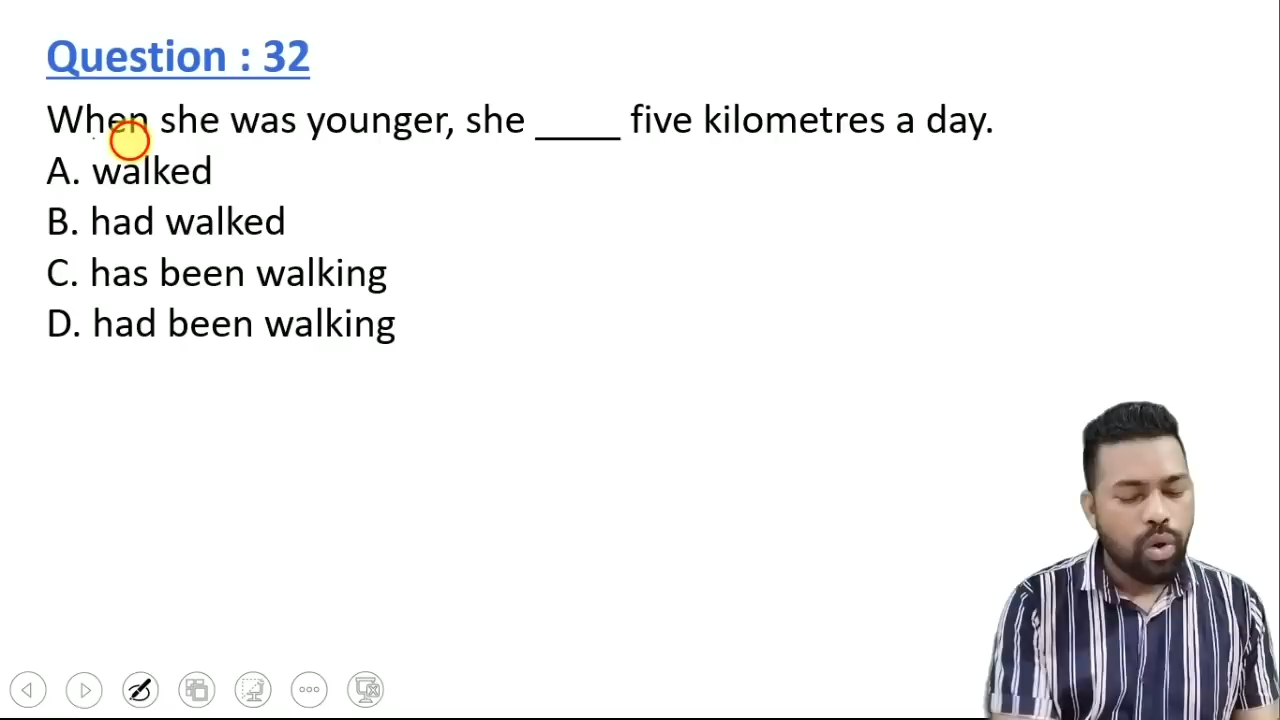 Question : 32
When she was younger, she ____ five kilometres a day.
A. walked
B. had walked
C. has been walking
D. had been walking